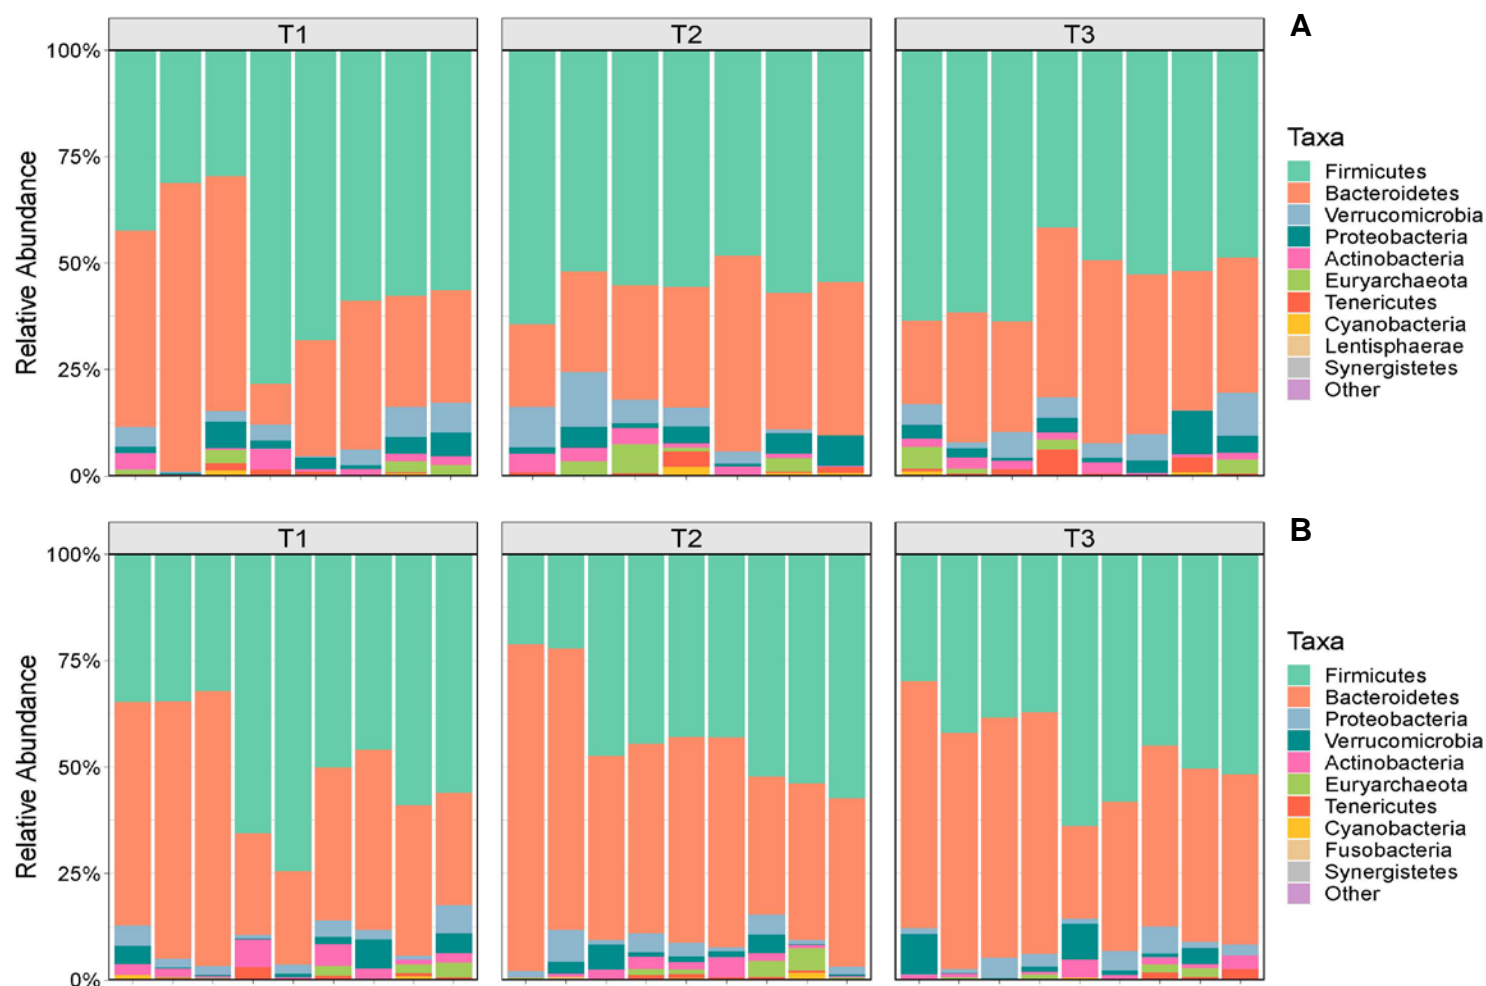 T1 T2 T3 A
100%
75%
50%
25%
0%
Relative Abundance
Taxa
Firmicutes
Bacteroidetes
Verrucomicrobia
Proteobacteria
Actinobacteria
Euryarchaeota
Tenericutes
Cyanobacteria
Lentisphaerae
Synergistetes
Other
T1 T2 T3 B
100%
75%
50%
25%
0%
Relative Abundance
Taxa
Firmicutes
Bacteroidetes
Proteobacteria
Verrucomicrobia
Actinobacteria
Euryarchaeota
Tenericutes
Cyanobacteria
Fusobacteria
Synergistetes
Other